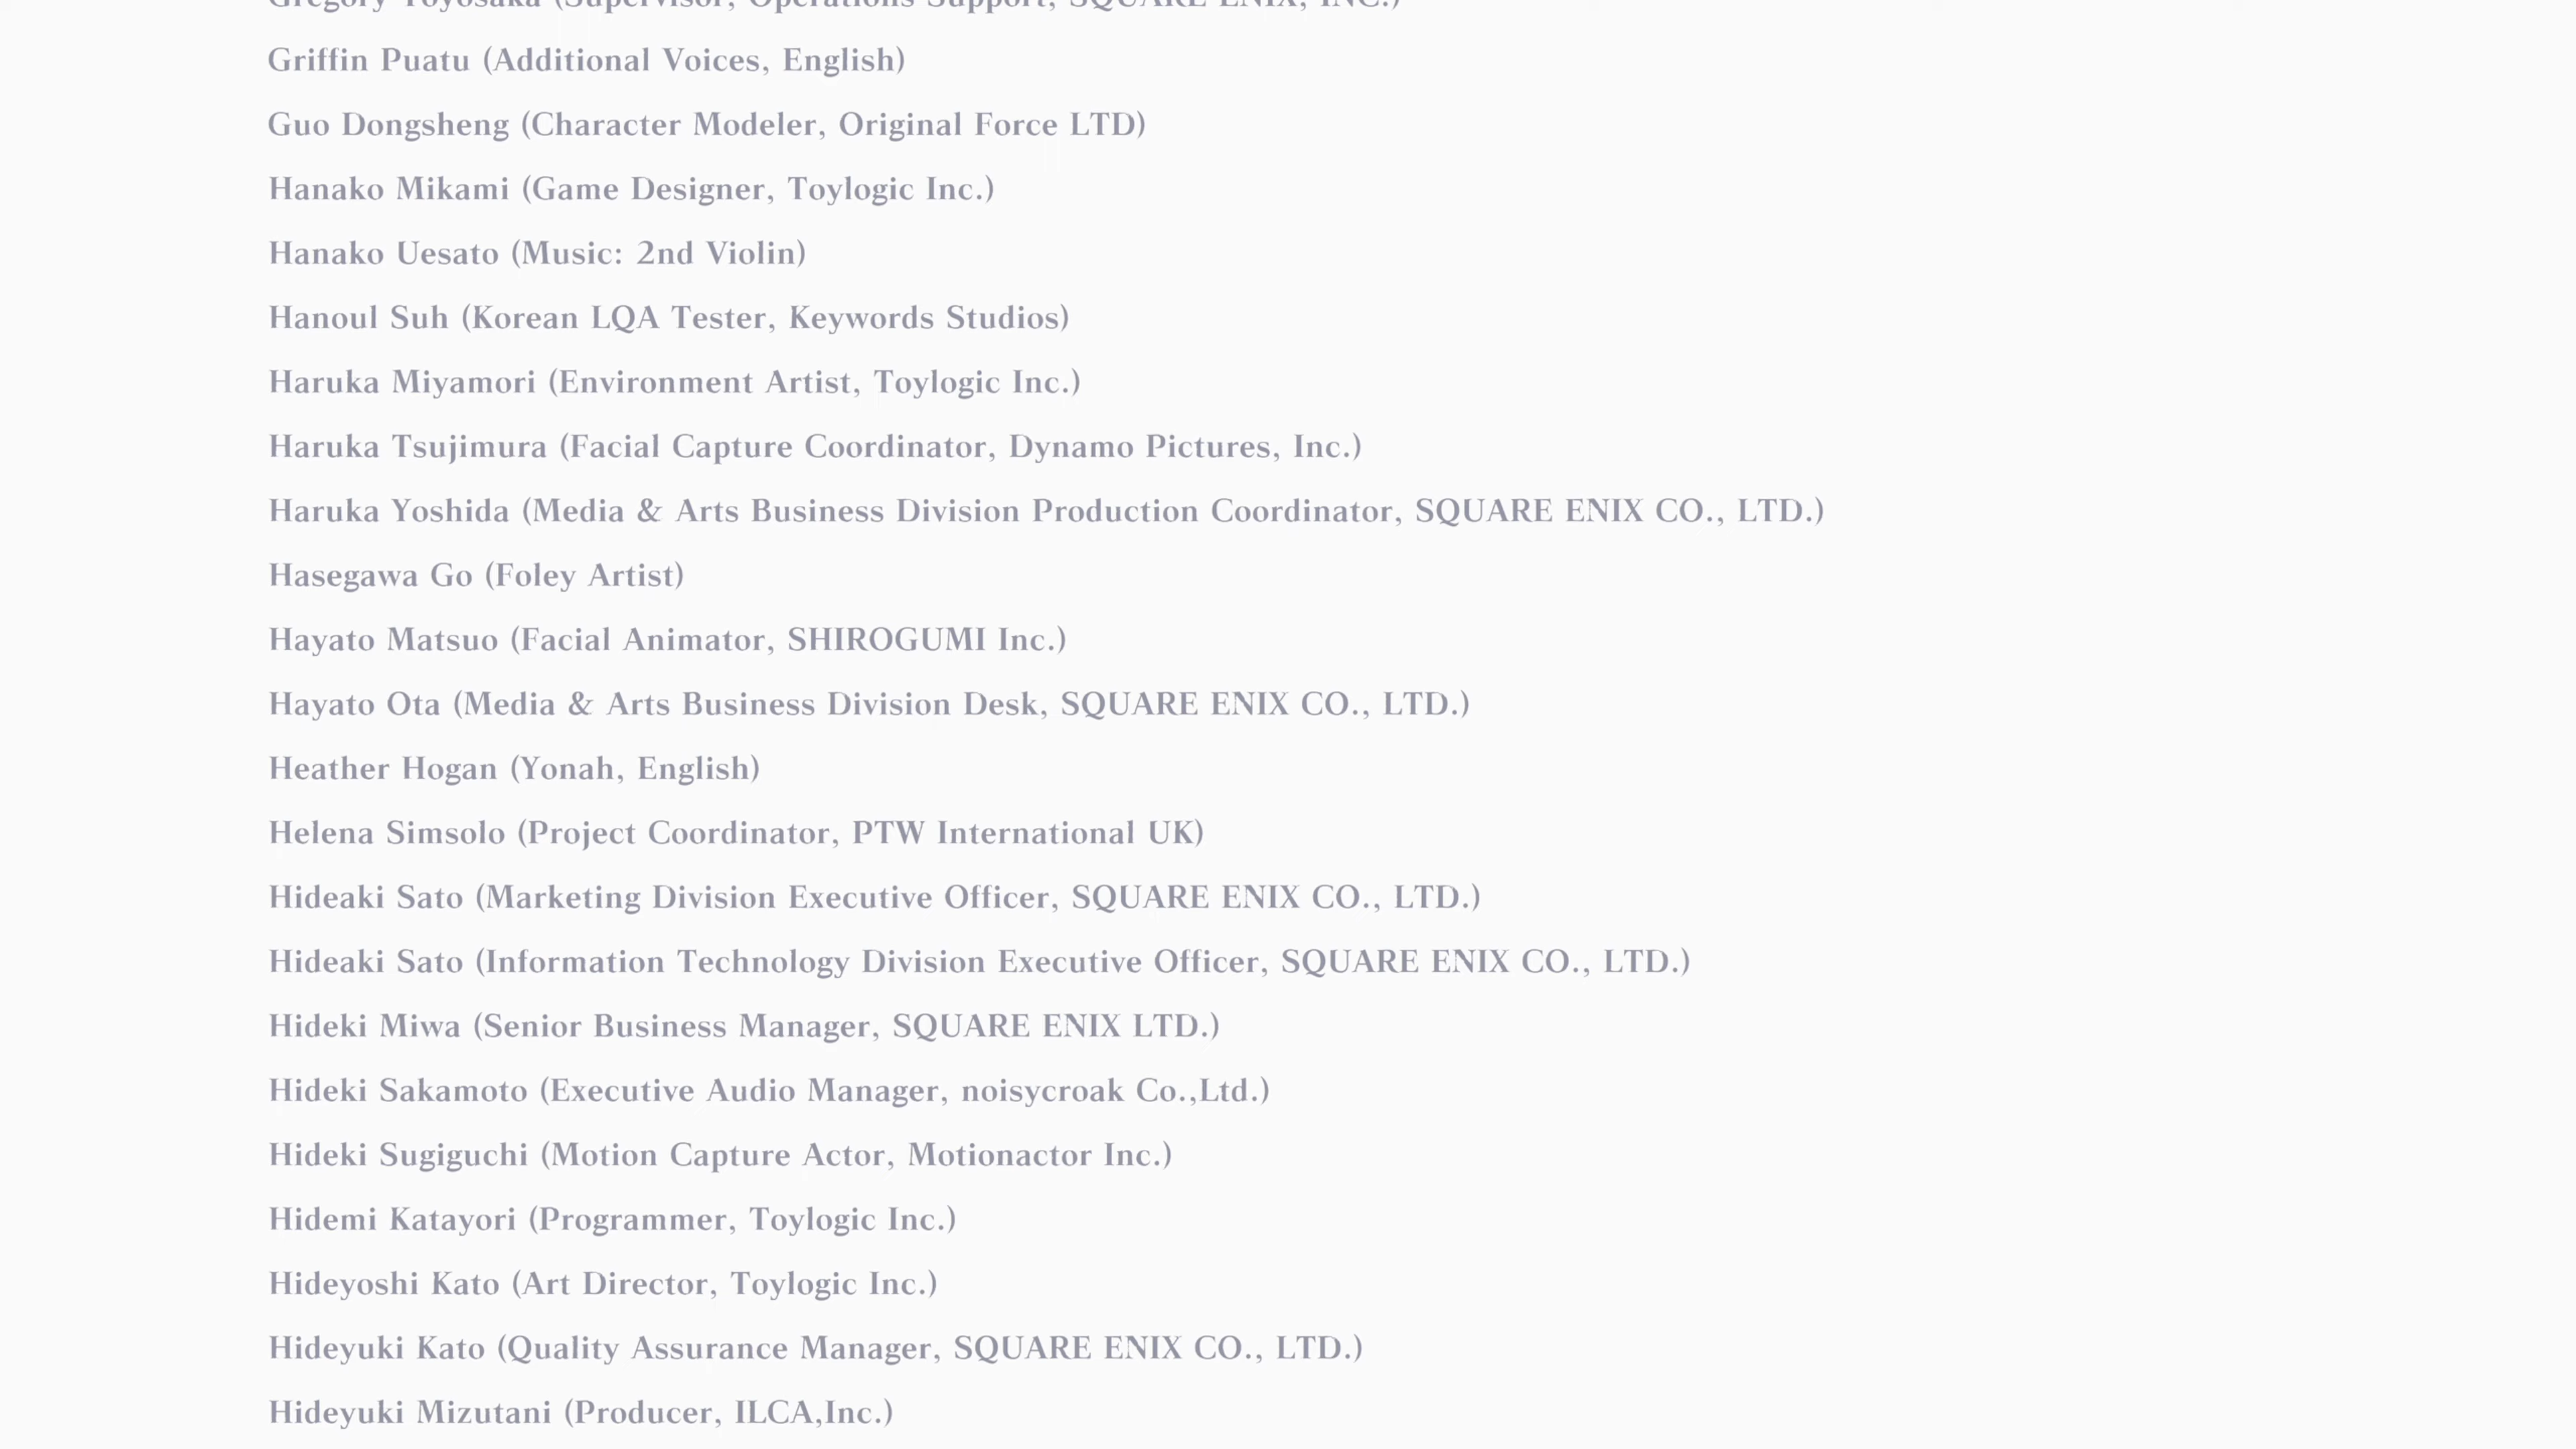 Gregory Toyosaka (Supervisor, Operations Support, SQUARE ENIX, INC.)
Griffin Puatu (Additional Voices, English)
Guo Dongsheng (Character Modeler, Original Force LTD)
Hanako Mikami (Game Designer, Toylogic Inc.)
Hanako Uesato (Music: 2nd Violin)
Hanoul Suh (Korean LQA Tester, Keywords Studios)
Haruka Miyamori (Environment Artist, Toylogic Inc.)
Haruka Tsujimura (Facial Capture Coordinator, Dynamo Pictures, Inc.)
Haruka Yoshida (Media & Arts Business Division Production Coordinator, SQUARE ENIX CO., LTD.)
Hasegawa Go (Foley Artist)
Hayato Matsuo (Facial Animator, SHIROGUMI Inc.)
Hayato Ota (Media & Arts Business Division Desk, SQUARE ENIX CO., LTD.)
Heather Hogan (Yonah, English)
Helena Simsolo (Project Coordinator, PTW International UK)
Hideaki Sato (Marketing Division Executive Officer, SQUARE ENIX CO., LTD.)
Hideaki Sato (Information Technology Division Executive Officer, SQUARE ENIX CO., LTD.)
Hideki Miwa (Senior Business Manager, SQUARE ENIX LTD.)
Hideki Sakamoto (Executive Audio Manager, noisycroak Co.,Ltd.)
Hideki Sugiguchi (Motion Capture Actor, Motionactor Inc.)
Hidemi Katayori (Programmer, Toylogic Inc.)
Hideyoshi Kato (Art Director, Toylogic Inc.)
Hideyuki Kato (Quality Assurance Manager, SQUARE ENIX CO., LTD.)
Hideyuki Mizutani (Producer, ILCA,Inc.)